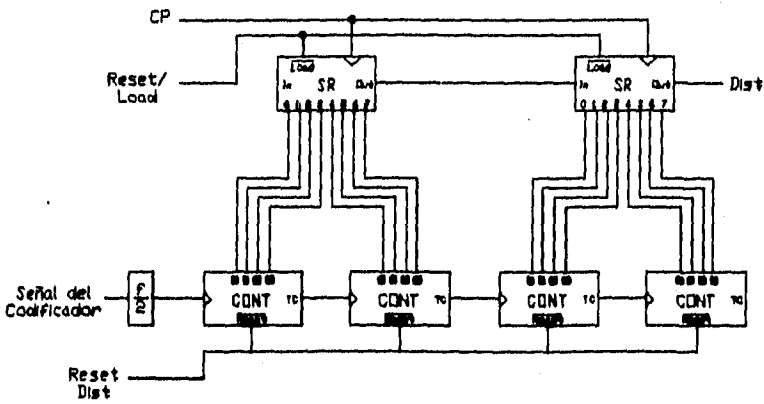 CP
Reset/
Load
Load
Load
In SR Dist
In SR Dist
Dist
0 1 2 3 4 5 6 7
0 1 2 3 4 5 6 7
Señal del
Codificador
f
2
CONT TC
CONT TC
CONT TC
CONT TC
Reset
Dist